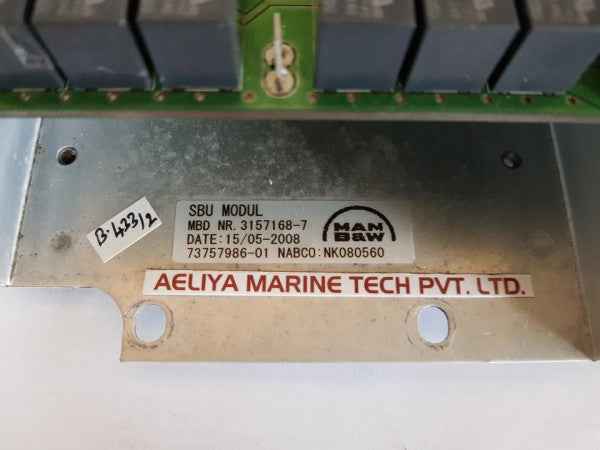 SBU MODUL
MBD NR. 3157168-7
DATE: 15/05-2008
73757986-01 NABCO: NK080560
MAN
B&W
B.433/2
AELIYA MARINE TECH PVT. LTD.